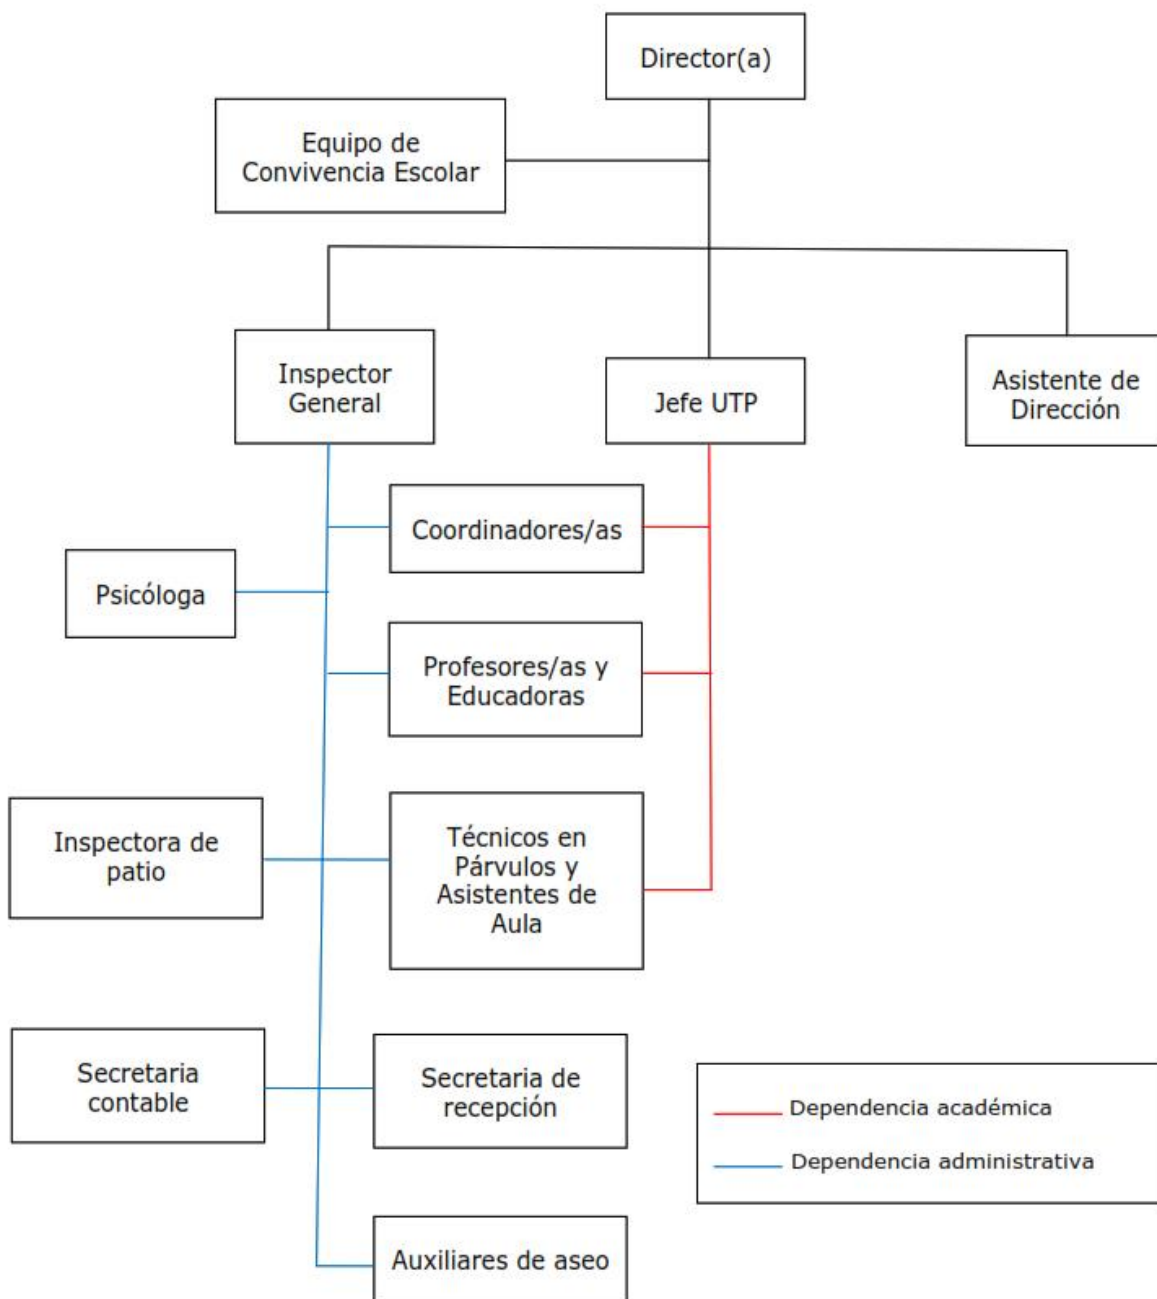 Director(a)
Equipo de
Convivencia Escolar
Inspector
General
Jefe UTP
Asistente de
Dirección
Coordinadores/as
Psicóloga
Profesores/as y
Educadoras
Inspectora de
patio
Técnicos en
Párvulos y
Asistentes de
Aula
Secretaria
contable
Secretaria de
recepción
Dependencia académica
Dependencia administrativa
Auxiliares de aseo